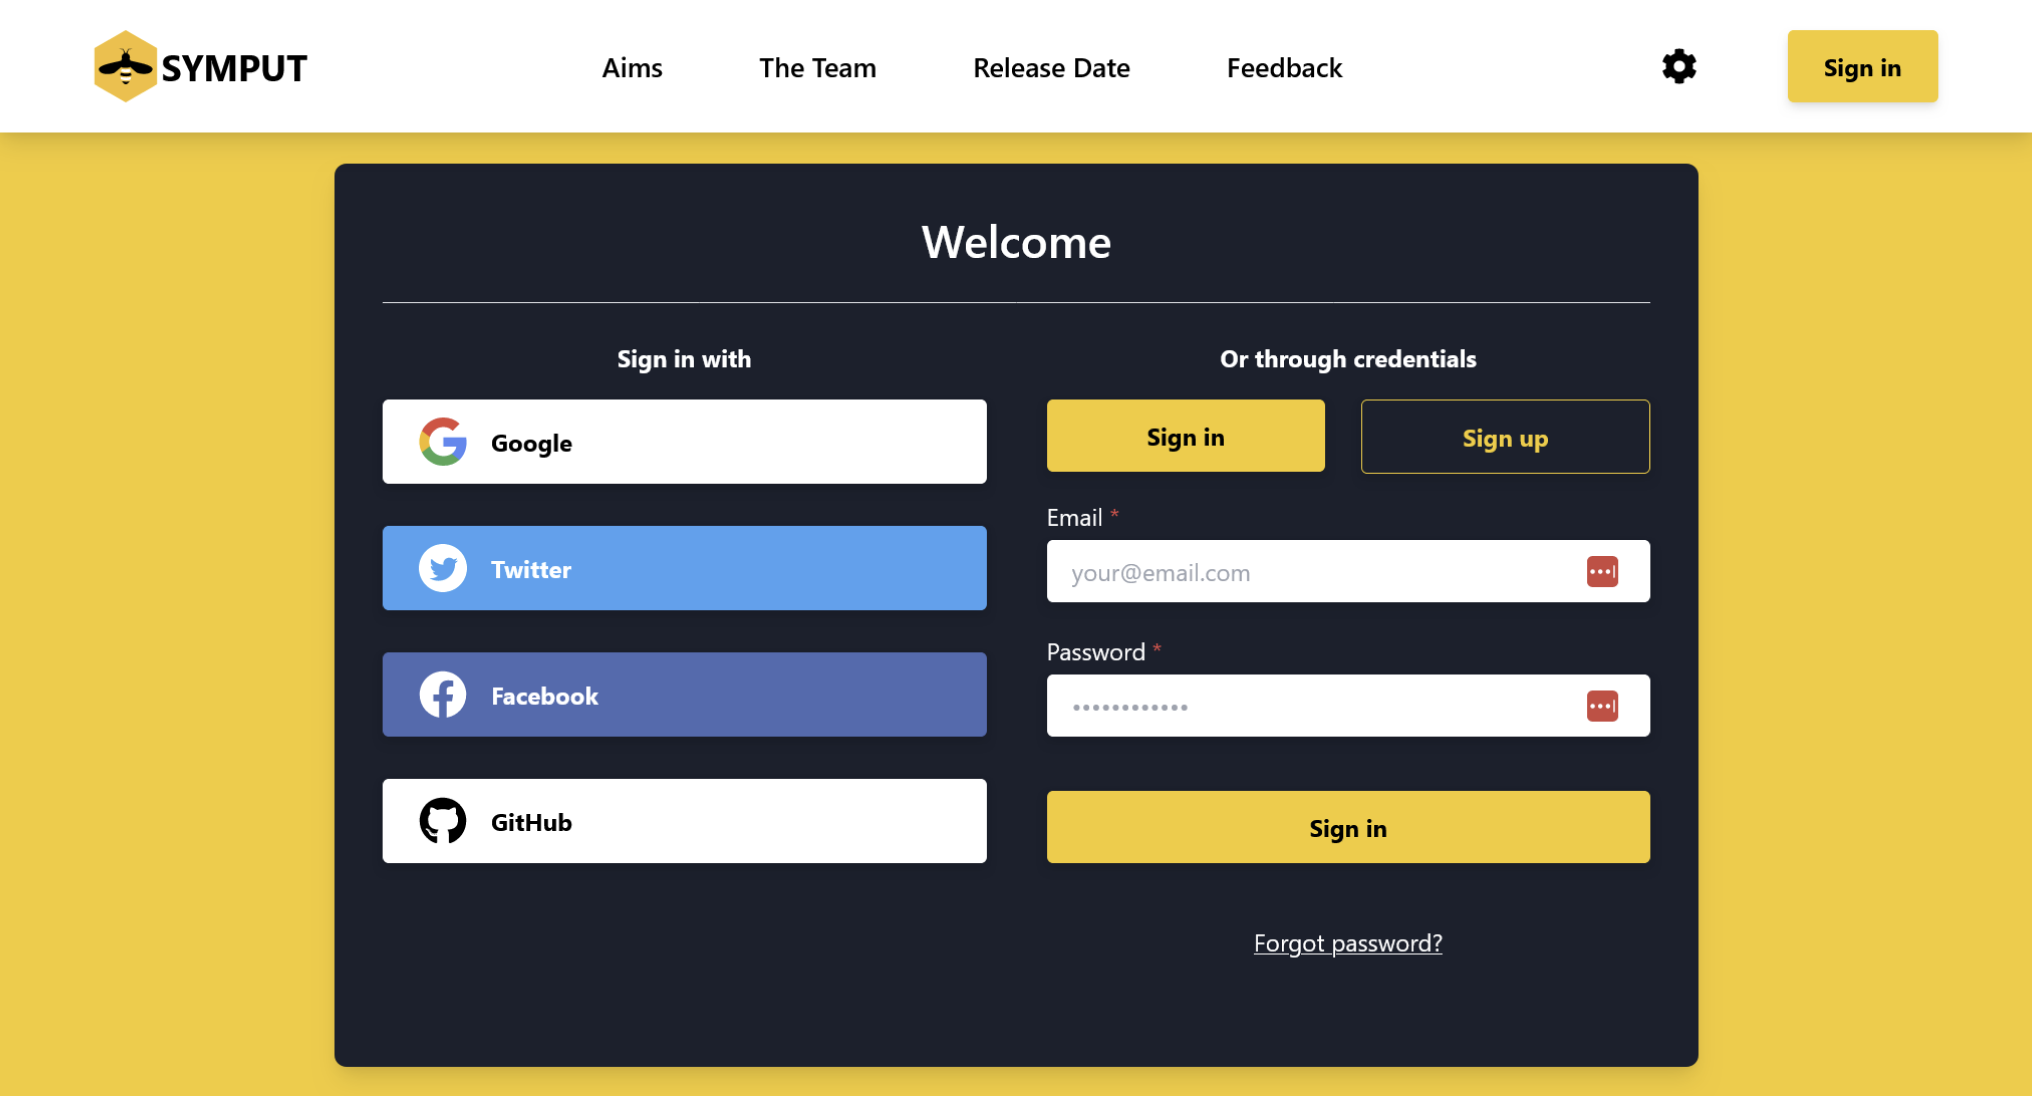 SYMPUT
Aims
The Team
Release Date
Feedback
Sign in
Welcome
Sign in with
Google
Twitter
Facebook
GitHub
Or through credentials
Sign in
Sign up
Email *
your@email.com
Password *
••••••••••••
Sign in
Forgot password?